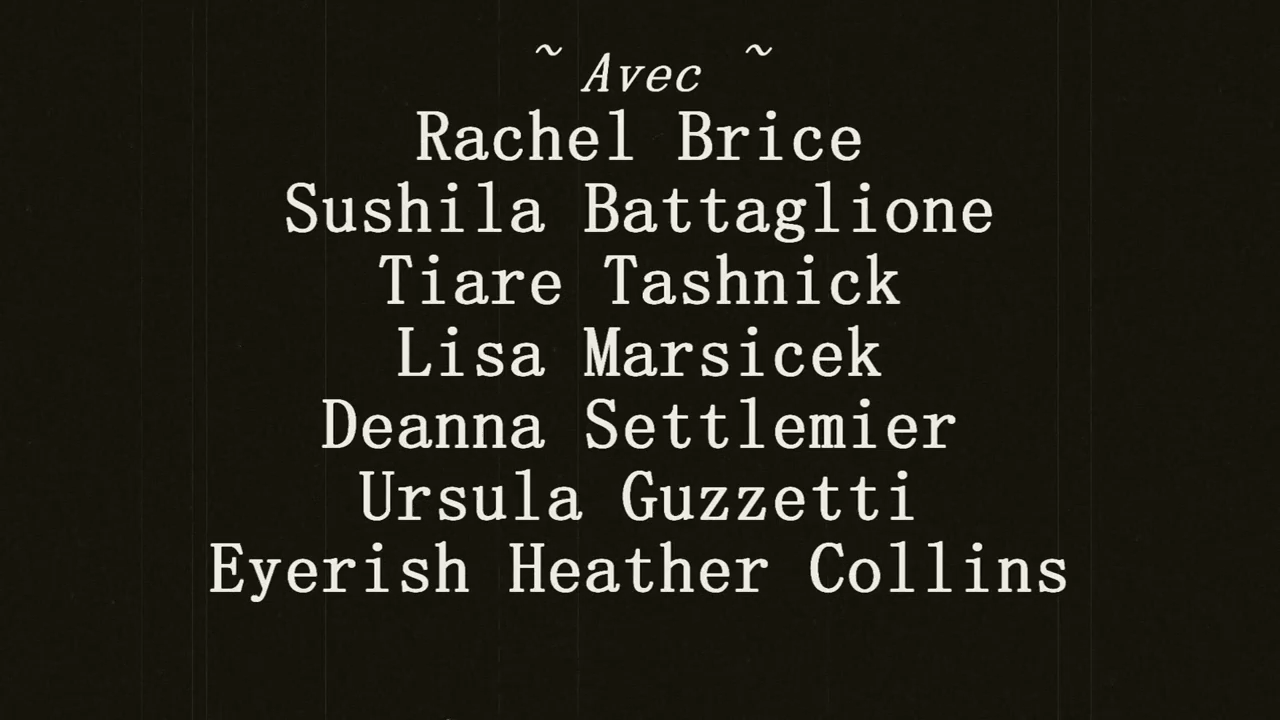 ~ Avec ~
Rachel Brice
Sushila Battaglione
Tiare Tashnick
Lisa Marsicek
Deanna Settlemier
Ursula Guzzetti
Eyerish Heather Collins